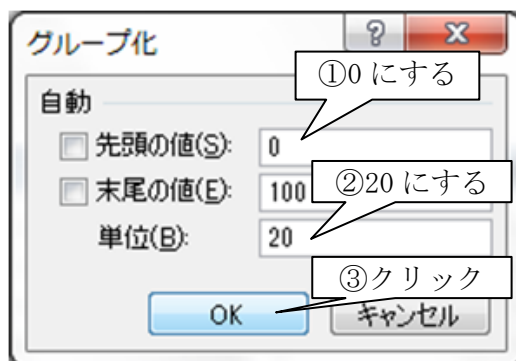 グループ化
①0 にする
自動
先頭の値(S): 0
末尾の値(E): 100
②20 にする
単位(B): 20
③クリック
OK キャンセル